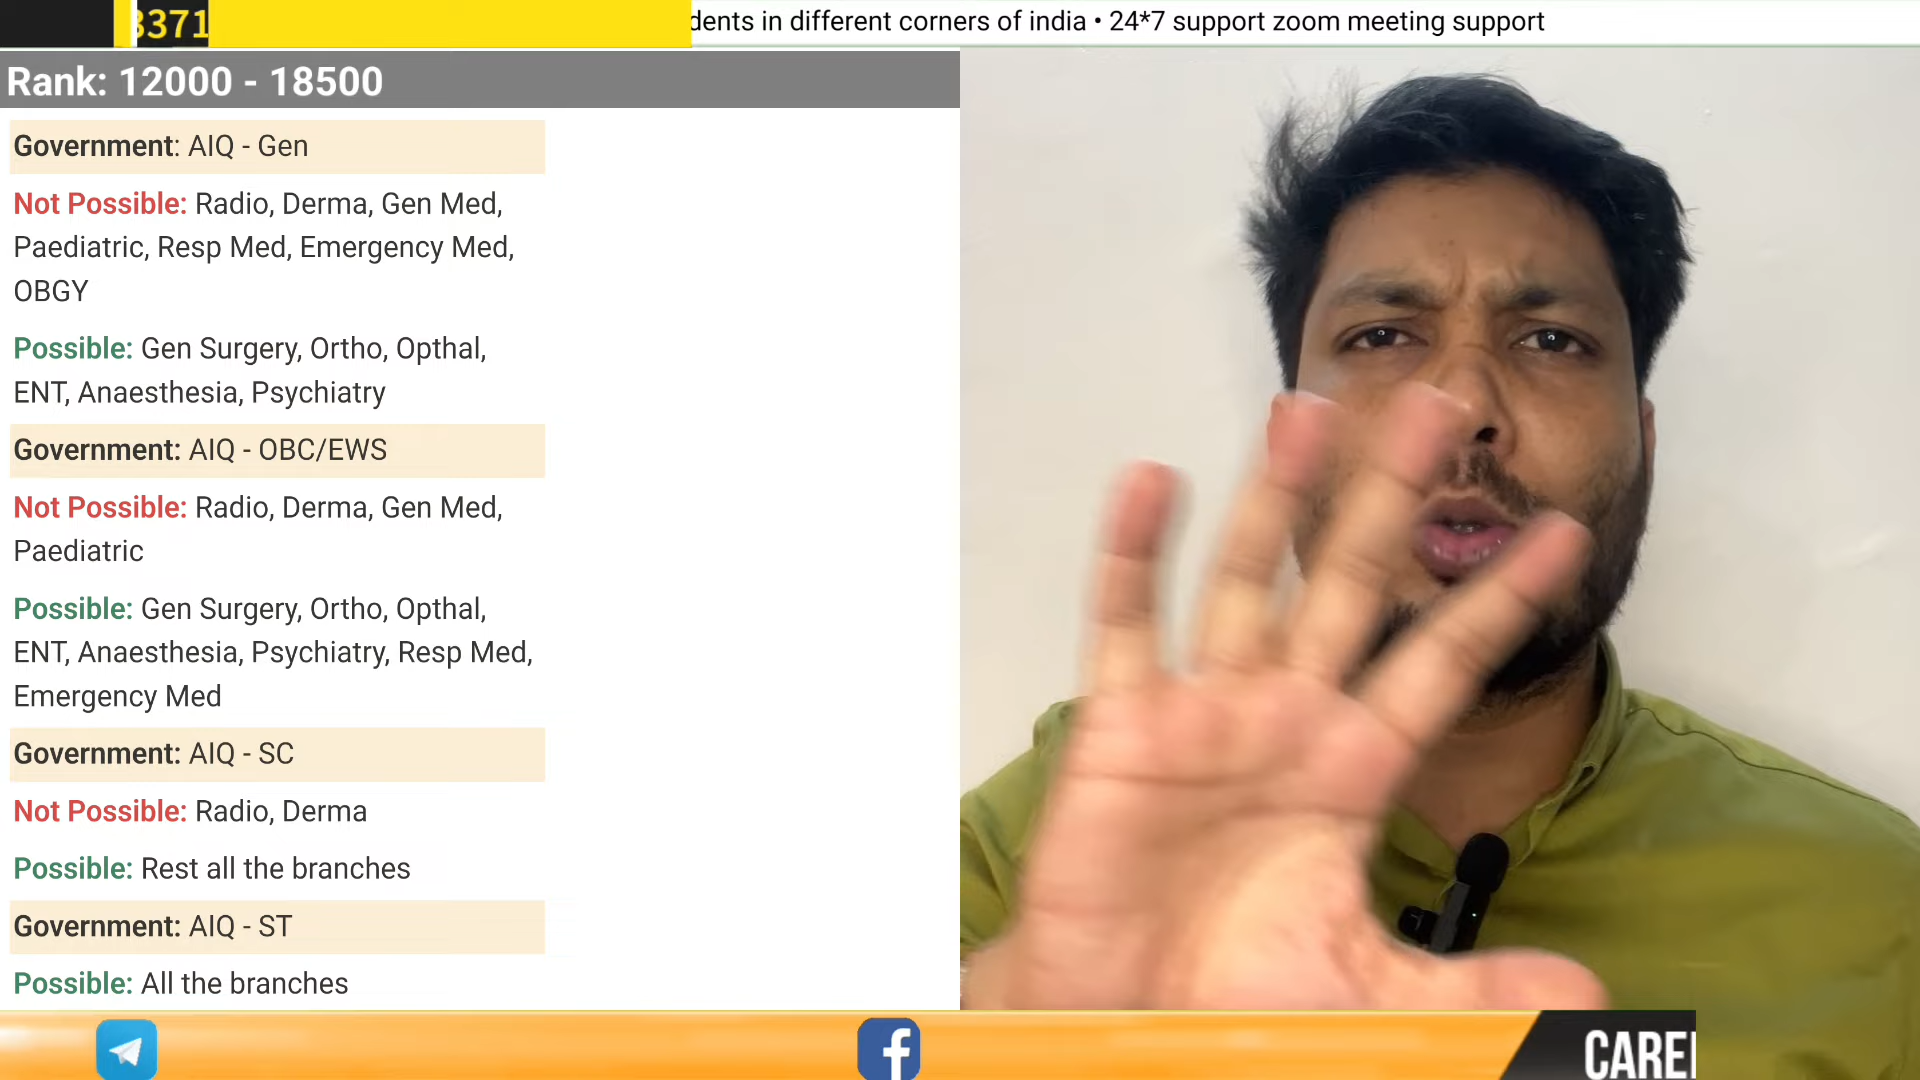 3371
dents in different corners of india • 24*7 support zoom meeting support
Rank: 12000 - 18500
Government: AIQ - Gen
Not Possible: Radio, Derma, Gen Med,
Paediatric, Resp Med, Emergency Med,
OBGY
Possible: Gen Surgery, Ortho, Opthal,
ENT, Anaesthesia, Psychiatry
Government: AIQ - OBC/EWS
Not Possible: Radio, Derma, Gen Med,
Paediatric
Possible: Gen Surgery, Ortho, Opthal,
ENT, Anaesthesia, Psychiatry, Resp Med,
Emergency Med
Government: AIQ - SC
Not Possible: Radio, Derma
Possible: Rest all the branches
Government: AIQ - ST
Possible: All the branches
CARE